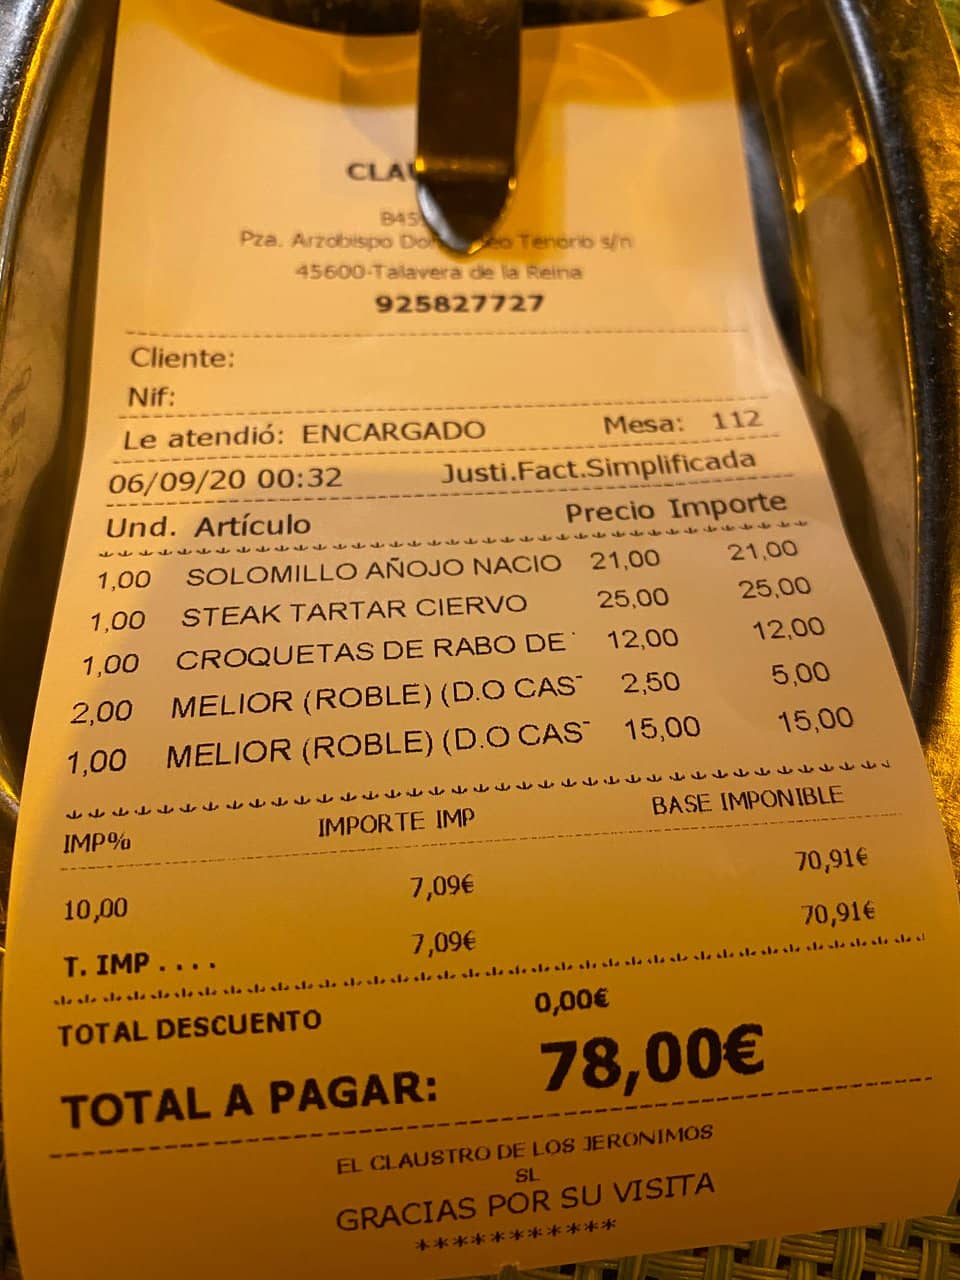 Pza. Arzobispo Tenorio s/n
45600-Talavera de la Reina
925827727
Cliente:
Nif:
Le atendió: ENCARGADO Mesa: 112
06/09/20 00:32 Justi.Fact.Simplificada
Und. Artículo Precio Importe
1,00 SOLOMILLO AÑOJO NACIO 21,00 21,00
1,00 STEAK TARTAR CIERVO 25,00 25,00
1,00 CROQUETAS DE RABO DE 12,00 12,00
2,00 MELIOR (ROBLE) (D.O CAS 2,50 5,00
1,00 MELIOR (ROBLE) (D.O CAS 15,00 15,00
IMP% IMPORTE IMP BASE IMPONIBLE
10,00 7,09€ 70,91€
T. IMP .... 7,09€ 70,91€
TOTAL DESCUENTO 0,00€
TOTAL A PAGAR: 78,00€
EL CLAUSTRO DE LOS JERONIMOS
SL
GRACIAS POR SU VISITA
***********